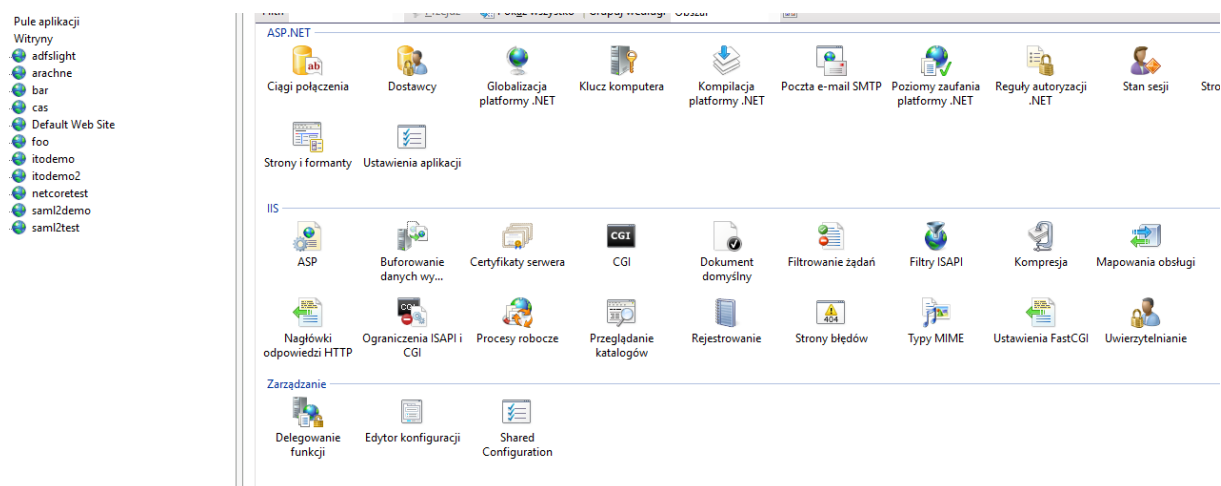 Pule aplikacji
Witryny
adfslight
arachne
bar
cas
Default Web Site
foo
itodemo
itodemo2
netcoretest
saml2demo
saml2test
ASP.NET
Ciągi połączenia
Dostawcy
Globalizacja
platformy .NET
Klucz komputera
Kompilacja
platformy .NET
Poczta e-mail SMTP
Poziomy zaufania
platformy .NET
Reguły autoryzacji
.NET
Stan sesji
Stro
Strony i formanty
Ustawienia aplikacji
IIS
ASP
Buforowanie
danych wy...
Certyfikaty serwera
CGI
Dokument
domyślny
Filtrowanie żądań
Filtry ISAPI
Kompresja
Mapowania obsługi
Nagłówki
odpowiedzi HTTP
Ograniczenia ISAPI i
CGI
Procesy robocze
Przeglądanie
katalogów
Rejestrowanie
Strony błędów
Typy MIME
Ustawienia FastCGI
Uwierzytelnianie
Zarządzanie
Delegowanie
funkcji
Edytor konfiguracji
Shared
Configuration